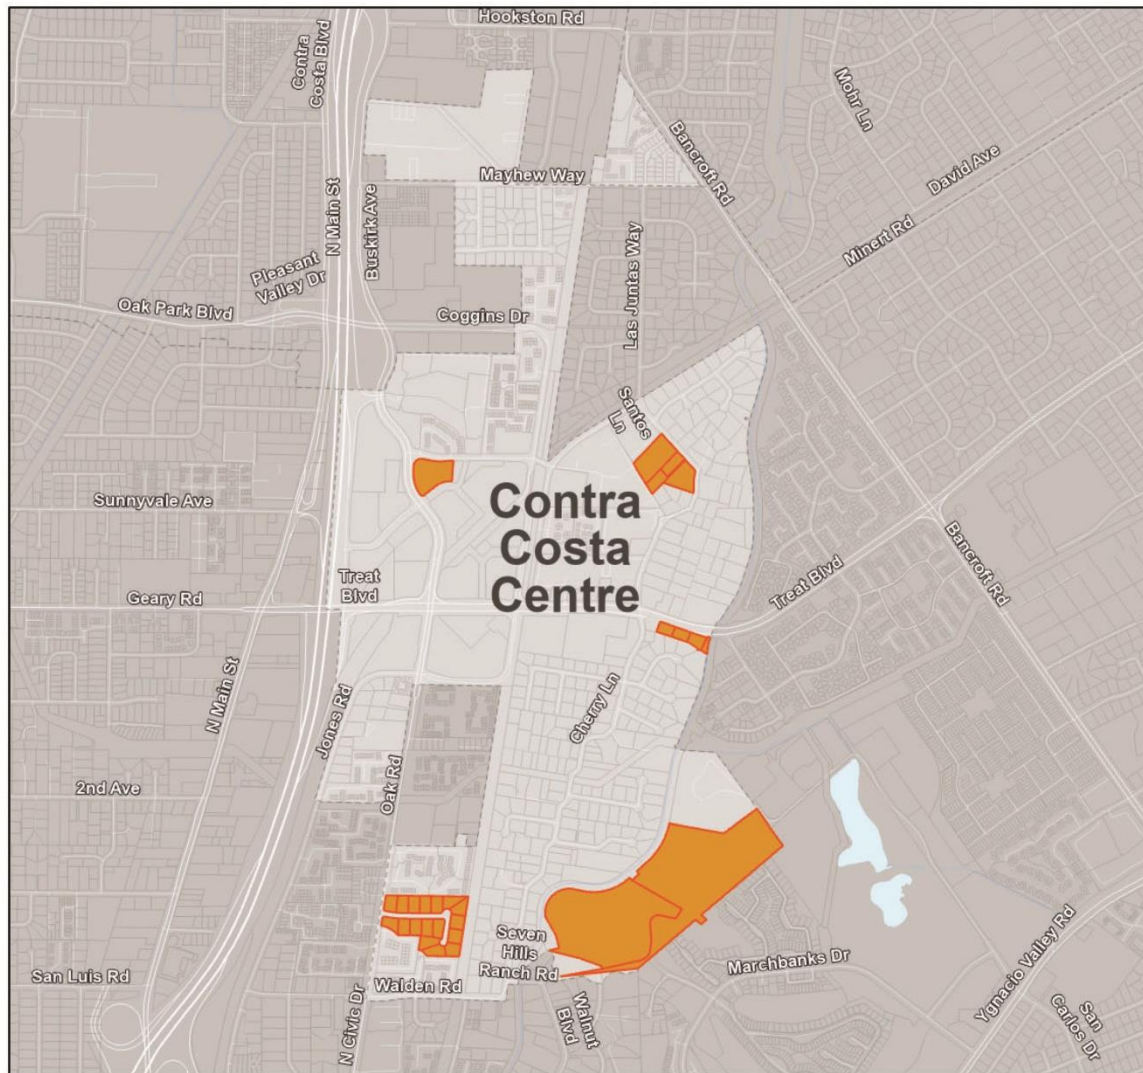 Hookston Rd
Contra
Costa Blvd
Mohr Ln
Bancroft Rd
David Ave
Mayhew Way
N Main St
Buskirk Ave
Minert Rd
Pleasant
Valley Dr
Las Juntas Way
Oak Park Blvd
Coggins Dr
Santos
Ln
Sunnyvale Ave
Contra
Costa
Centre
Bancroft Rd
Treat
Blvd
Treat Blvd
Geary Rd
N Main St
Jones Rd
Cherry Ln
2nd Ave
Oak Rd
Seven
Hills
Ranch Rd
Marchbanks Dr
Ygnacio Valley Rd
San Luis Rd
Walden Rd
N Civic Dr
Walnut
Blvd
San
Carlos Dr